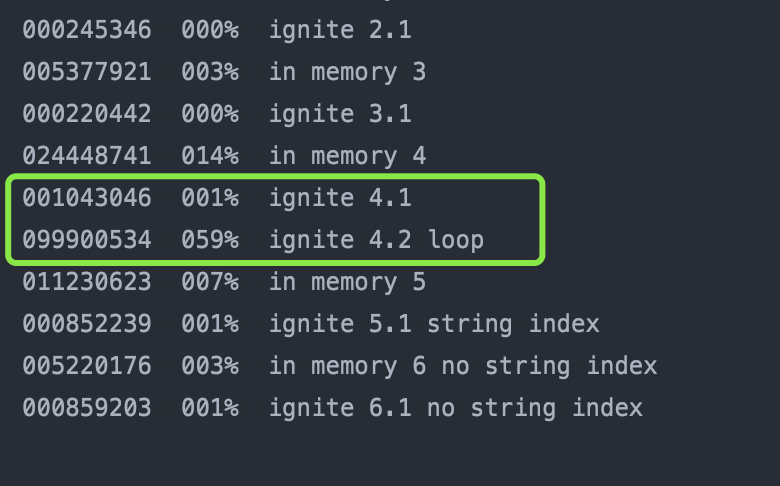 000245346  000%  ignite 2.1
005377921  003%  in memory 3
000220442  000%  ignite 3.1
024448741  014%  in memory 4
001043046  001%  ignite 4.1
099900534  059%  ignite 4.2 loop
011230623  007%  in memory 5
000852239  001%  ignite 5.1 string index
005220176  003%  in memory 6 no string index
000859203  001%  ignite 6.1 no string index